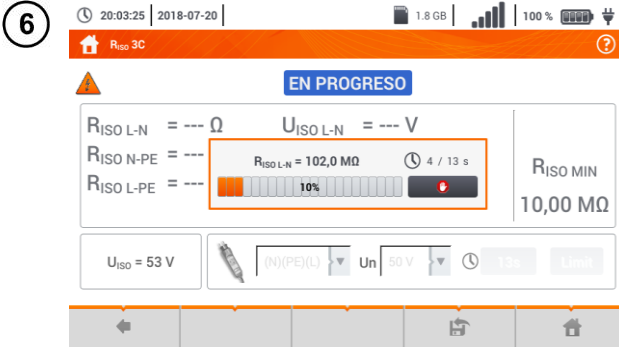 6
20:03:25 2018-07-20 1.8 GB 100 %
RISO 3C ?
EN PROGRESO
RISO L-N = --- Ω UISO L-N = --- V
RISO N-PE = ---
RISO L-PE = ---
RISO L-N = 102,0 MΩ 4 / 13 s
10%
RISO MIN
10,00 MΩ
UISO = 53 V
(N)(PE)(L) Un 50 V 13s Limit